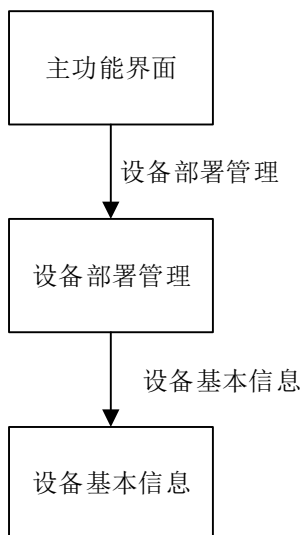 主功能界面
设备部署管理
设备部署管理
设备基本信息
设备基本信息